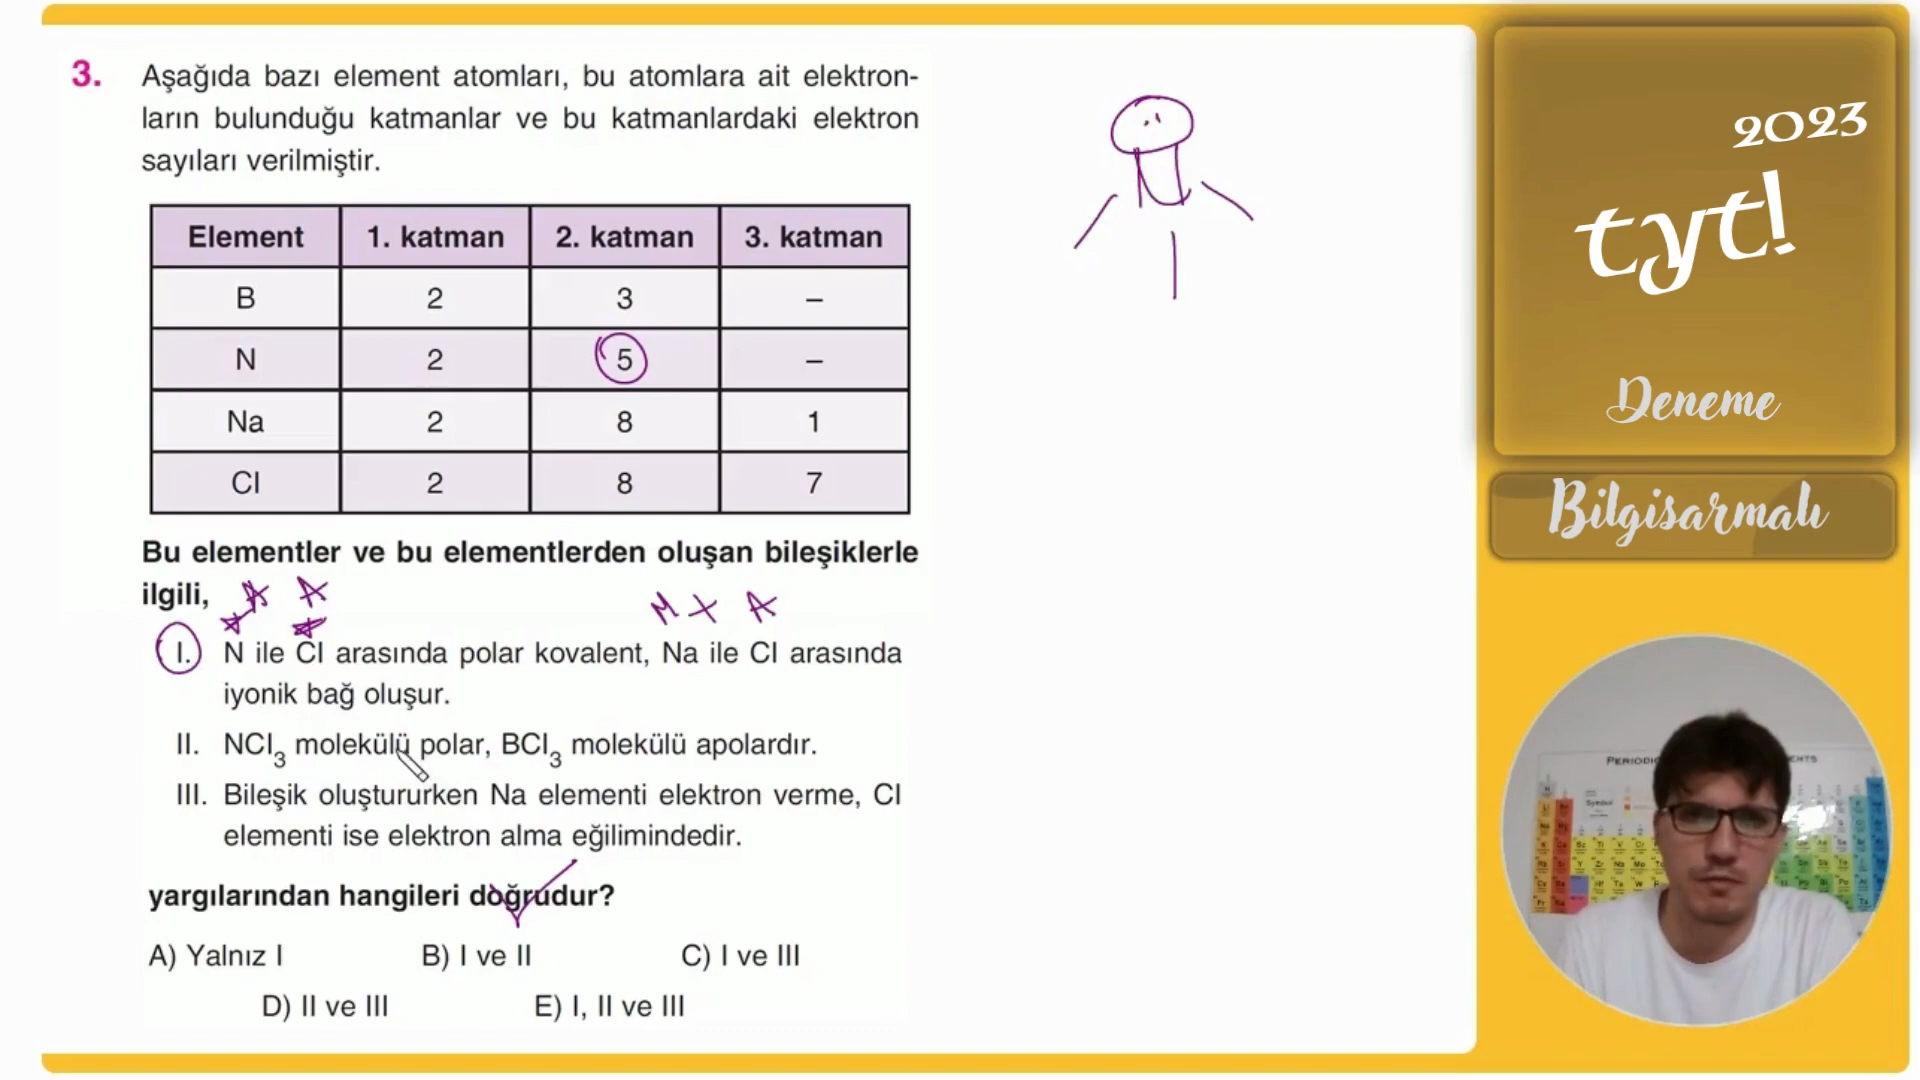 3. Aşağıda bazı element atomları, bu atomlara ait elektron-
ların bulunduğu katmanlar ve bu katmanlardaki elektron
sayıları verilmiştir.
Element 1. katman 2. katman 3. katman
B 2 3 –
N 2 5 –
Na 2 8 1
Cl 2 8 7
Bu elementler ve bu elementlerden oluşan bileşiklerle
ilgili,
A A M + A
I. N ile Cl arasında polar kovalent, Na ile Cl arasında
iyonik bağ oluşur.
II. NCl3 molekülü polar, BCl3 molekülü apolardır.
III. Bileşik oluştururken Na elementi elektron verme, Cl
elementi ise elektron alma eğilimindedir.
yargılarından hangileri doğrudur?
A) Yalnız I B) I ve II C) I ve III
D) II ve III E) I, II ve III
N
2023
tyt!
Deneme
Bilgisarmalı